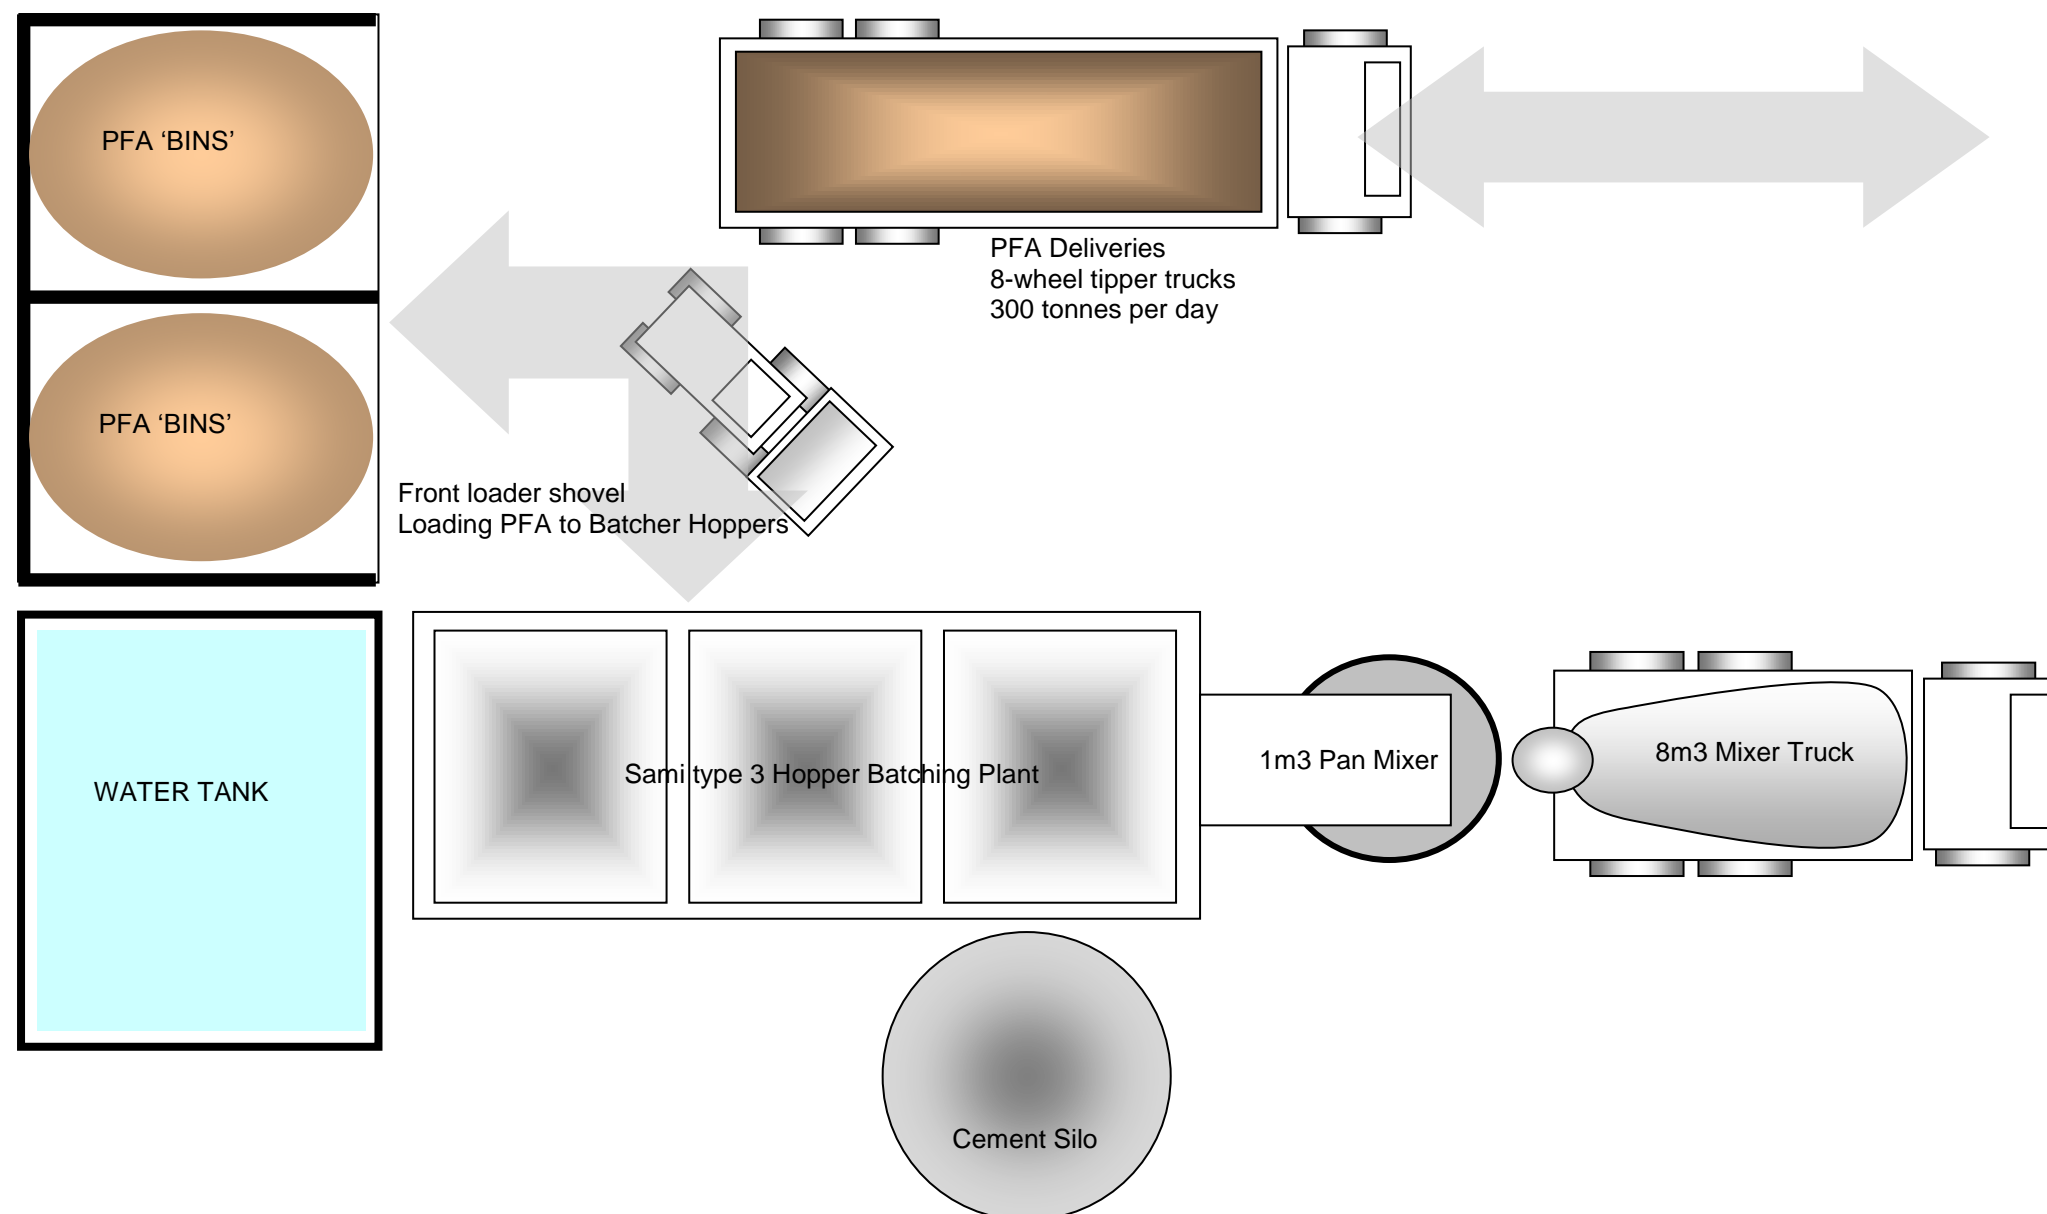 PFA ‘BINS’
PFA Deliveries
8-wheel tipper trucks
300 tonnes per day
PFA ‘BINS’
Front loader shovel
Loading PFA to Batcher Hoppers
WATER TANK
Sami type 3 Hopper Batching Plant
1m3 Pan Mixer
8m3 Mixer Truck
Cement Silo